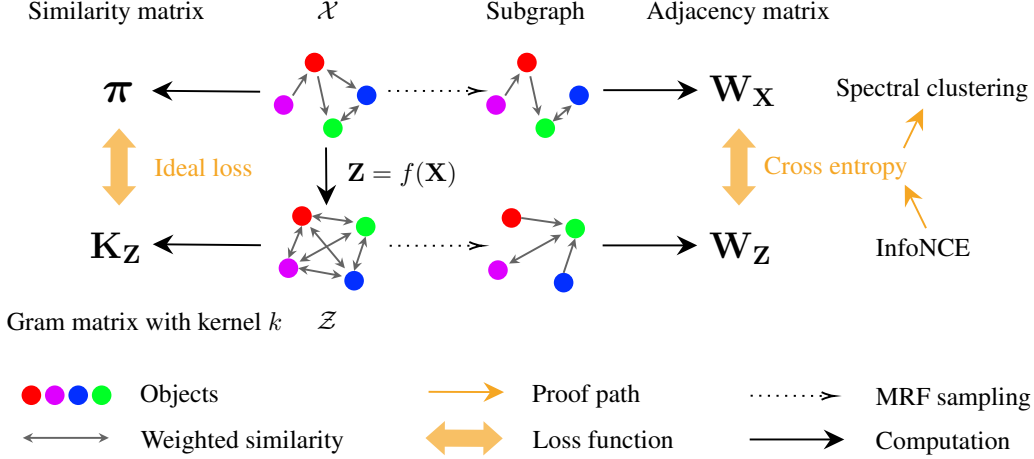 Similarity matrix
𝒳
Subgraph
Adjacency matrix
π
W_X
Spectral clustering
Ideal loss
Z = f(X)
Cross entropy
K_Z
W_Z
InfoNCE
Gram matrix with kernel k
𝒵
Objects
Proof path
MRF sampling
Weighted similarity
Loss function
Computation